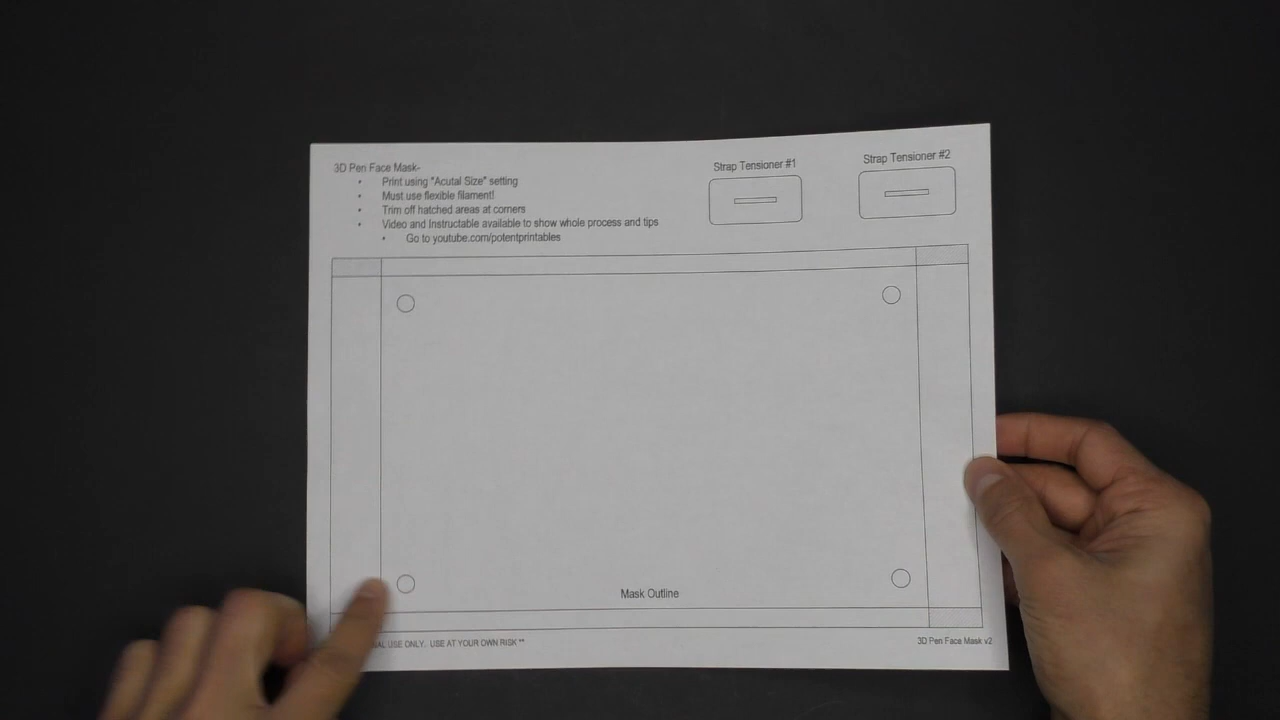 3D Pen Face Mask-
• Print using "Acutal Size" setting
• Must use flexible filament!
• Trim off hatched areas at corners
• Video and Instructable available to show whole process and tips
• Go to youtube.com/potentprintables
Strap Tensioner #1
Strap Tensioner #2
Mask Outline
USE ONLY. USE AT YOUR OWN RISK **
3D Pen Face Mask v2